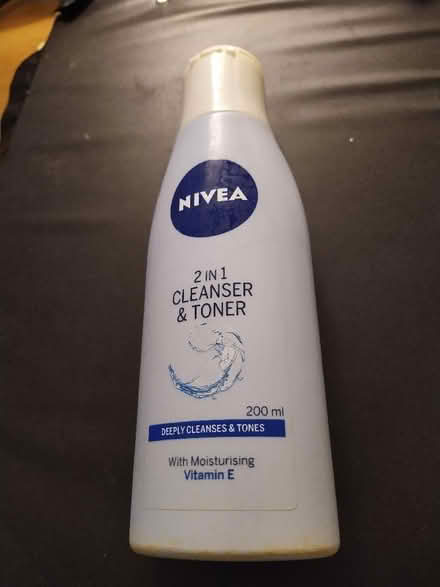 NIVEA
2 IN 1
CLEANSER
& TONER
200 ml
DEEPLY CLEANSES & TONES
With Moisturising
Vitamin E